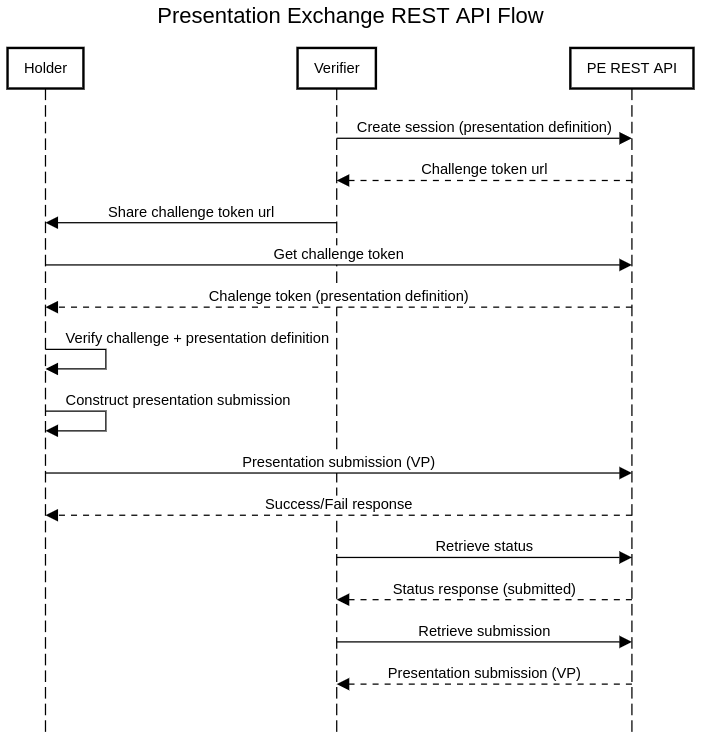 Presentation Exchange REST API Flow
Holder
Verifier
PE REST API
Create session (presentation definition)
Challenge token url
Share challenge token url
Get challenge token
Chalenge token (presentation definition)
Verify challenge + presentation definition
Construct presentation submission
Presentation submission (VP)
Success/Fail response
Retrieve status
Status response (submitted)
Retrieve submission
Presentation submission (VP)